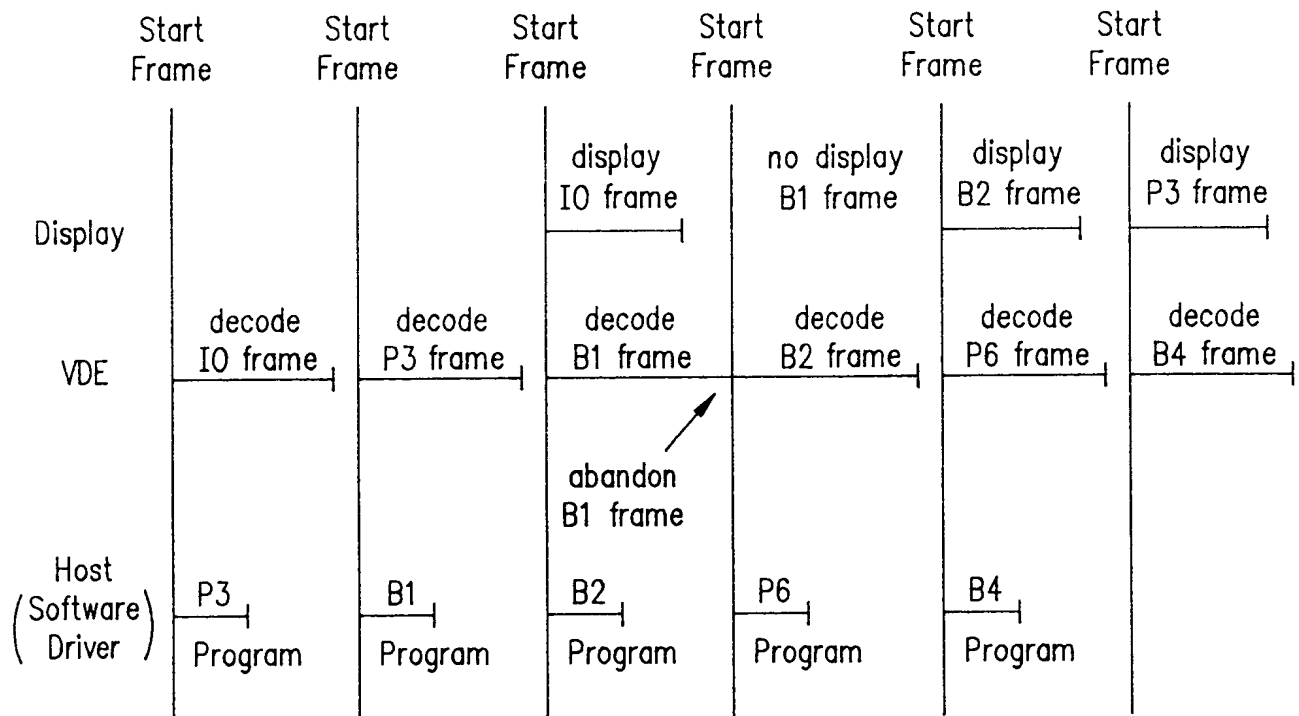 Start
Frame
Start
Frame
Start
Frame
Start
Frame
Start
Frame
Start
Frame
Display
display
IO frame
no display
B1 frame
display
B2 frame
display
P3 frame
VDE
decode
IO frame
decode
P3 frame
decode
B1 frame
decode
B2 frame
decode
P6 frame
decode
B4 frame
abandon
B1 frame
Host
(Software
Driver)
P3
Program
B1
Program
B2
Program
P6
Program
B4
Program